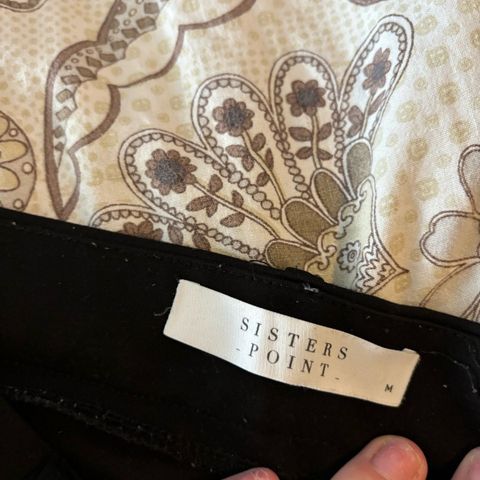 SISTERS
- POINT -
M